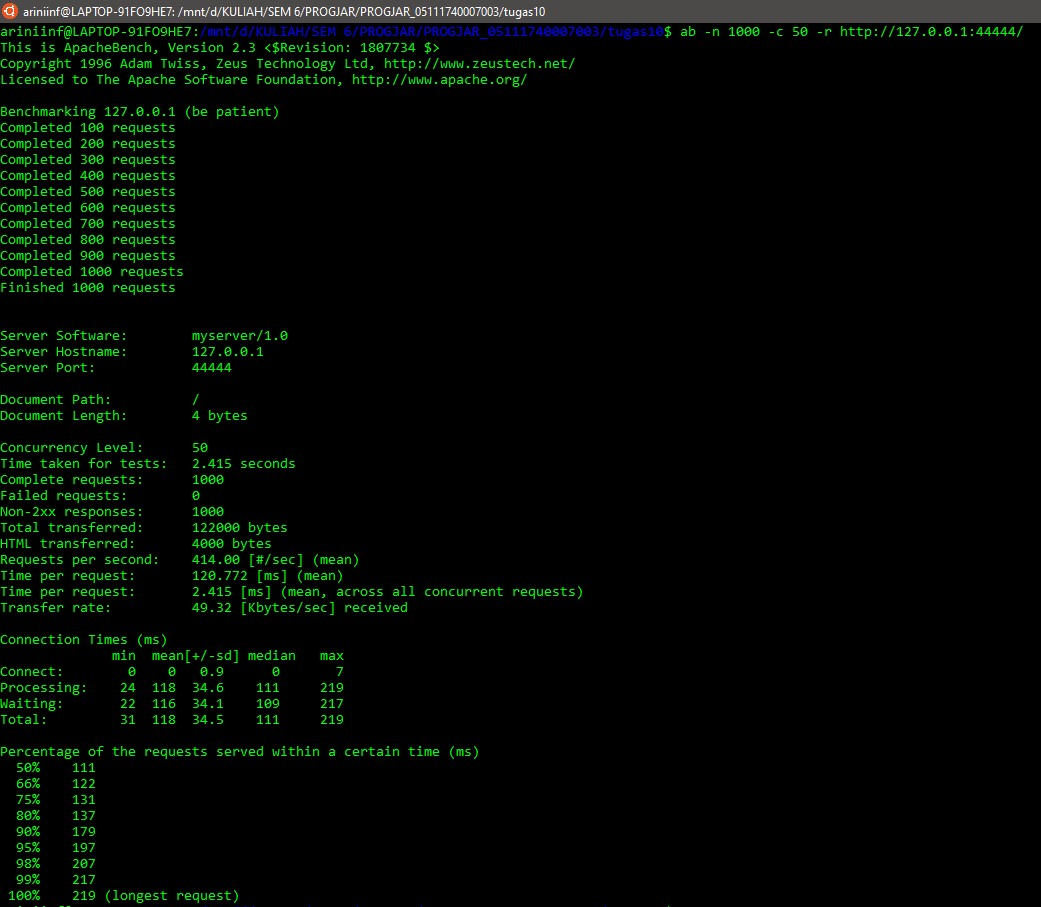 ariniinf@LAPTOP-91FO9HE7: /mnt/d/KULIAH/SEM 6/PROGJAR/PROGJAR_05111740007003/tugas10
ariniinf@LAPTOP-91FO9HE7:/mnt/d/KULIAH/SEM 6/PROGJAR/PROGJAR_05111740007003/tugas10$ ab -n 1000 -c 50 -r http://127.0.0.1:44444/
This is ApacheBench, Version 2.3 <$Revision: 1807734 $>
Copyright 1996 Adam Twiss, Zeus Technology Ltd, http://www.zeustech.net/
Licensed to The Apache Software Foundation, http://www.apache.org/

Benchmarking 127.0.0.1 (be patient)
Completed 100 requests
Completed 200 requests
Completed 300 requests
Completed 400 requests
Completed 500 requests
Completed 600 requests
Completed 700 requests
Completed 800 requests
Completed 900 requests
Completed 1000 requests
Finished 1000 requests


Server Software:        myserver/1.0
Server Hostname:        127.0.0.1
Server Port:            44444

Document Path:          /
Document Length:        4 bytes

Concurrency Level:      50
Time taken for tests:   2.415 seconds
Complete requests:      1000
Failed requests:        0
Non-2xx responses:      1000
Total transferred:      122000 bytes
HTML transferred:       4000 bytes
Requests per second:    414.00 [#/sec] (mean)
Time per request:       120.772 [ms] (mean)
Time per request:       2.415 [ms] (mean, across all concurrent requests)
Transfer rate:          49.32 [Kbytes/sec] received

Connection Times (ms)
              min  mean[+/-sd] median   max
Connect:        0    0   0.9      0       7
Processing:    24  118  34.6    111     219
Waiting:       22  116  34.1    109     217
Total:         31  118  34.5    111     219

Percentage of the requests served within a certain time (ms)
  50%    111
  66%    122
  75%    131
  80%    137
  90%    179
  95%    197
  98%    207
  99%    217
 100%    219 (longest request)